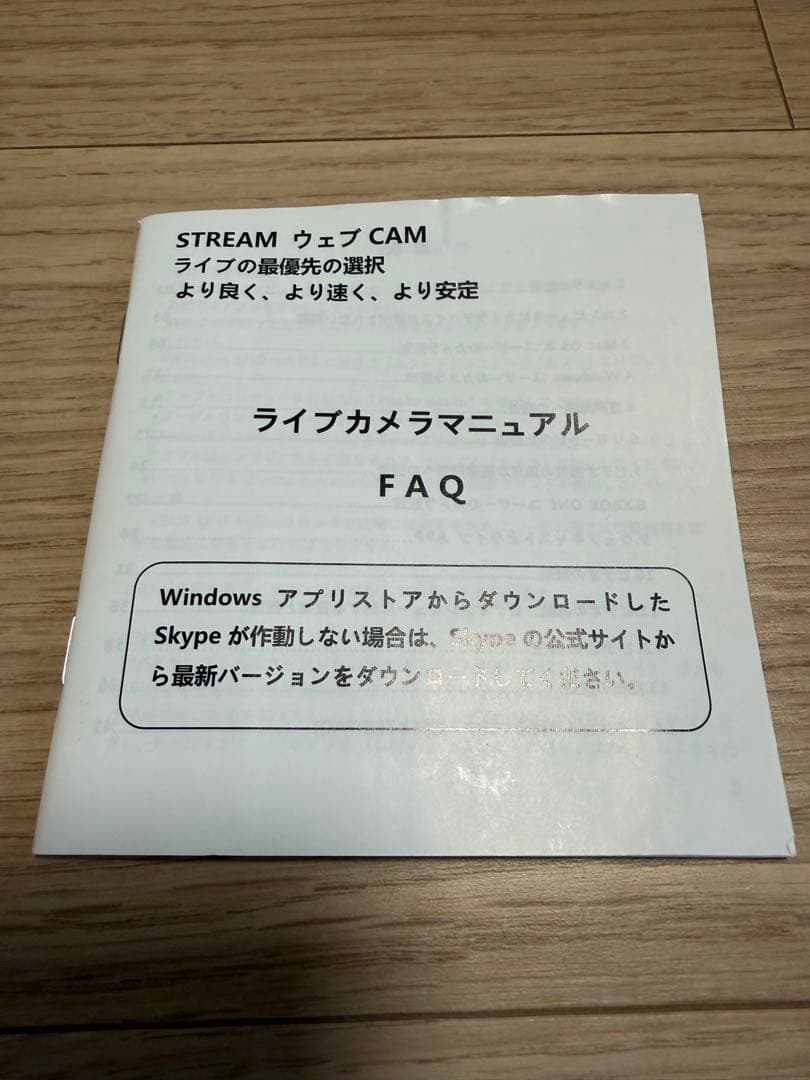 STREAM ウェブ CAM
ライブの最優先の選択
より良く、より速く、より安定
ライブカメラマニュアル
FAQ
Windows アプリストアからダウンロードした
Skype が作動しない場合は、Skype の公式サイトか
ら最新バージョンをダウンロードしてください。